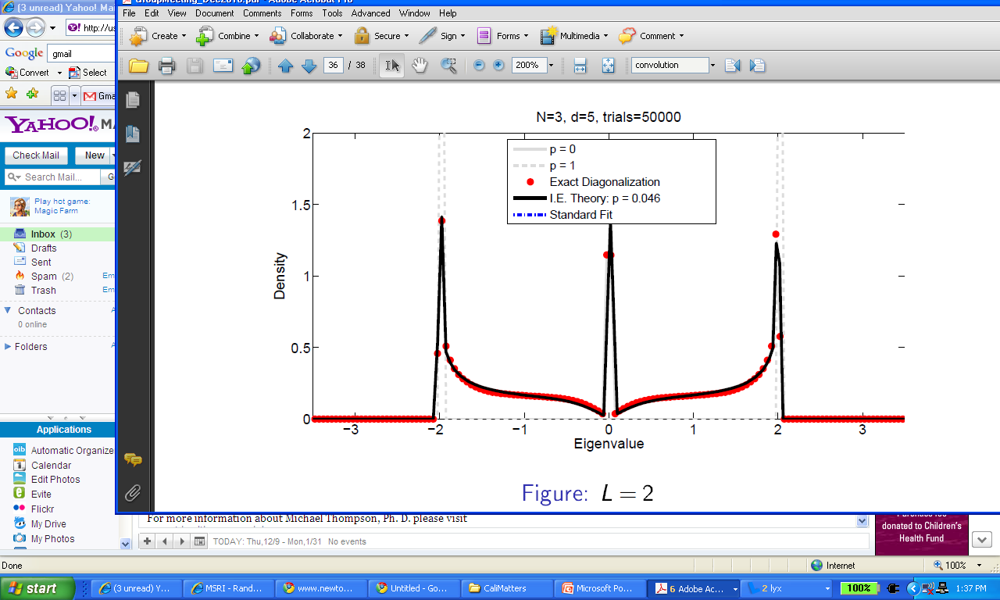 (3 unread) Yahoo! Ma
GroupMeeting_Dec2010.pdf - Adobe Acrobat Pro
File Edit View Document Comments Forms Tools Advanced Window Help
http://us
Create Combine Collaborate Secure Sign Forms Multimedia Comment
Google gmail
36 / 38 200% convolution
Convert Select
Gma
YAHOO! MA
Check Mail New
Search Mail... G
Play hot game:
Magic Farm
Inbox (3)
Drafts
Sent
Spam (2) Em
Trash Em
Contacts A
0 online
Folders A
Applications
Automatic Organize
Calendar
Edit Photos
Evite
Flickr
My Drive
My Photos
N=3, d=5, trials=50000
p = 0
p = 1
Exact Diagonalization
I.E. Theory: p = 0.046
Standard Fit
2
1.5
1
0.5
0
Density
−3 −2 −1 0 1 2 3
Eigenvalue
Figure: L = 2
For more information about Michael Thompson, Ph. D. please visit
TODAY: Thu,12/9 - Mon,1/31 No events
donated to Children's
Health Fund
Done Internet 100%
start (3 unread) Y... MSRI - Rand... www.newto... Untitled - Go... CaliMatters Microsoft Po... 6 Adobe Ac... 2 lyx 100% 1:37 PM